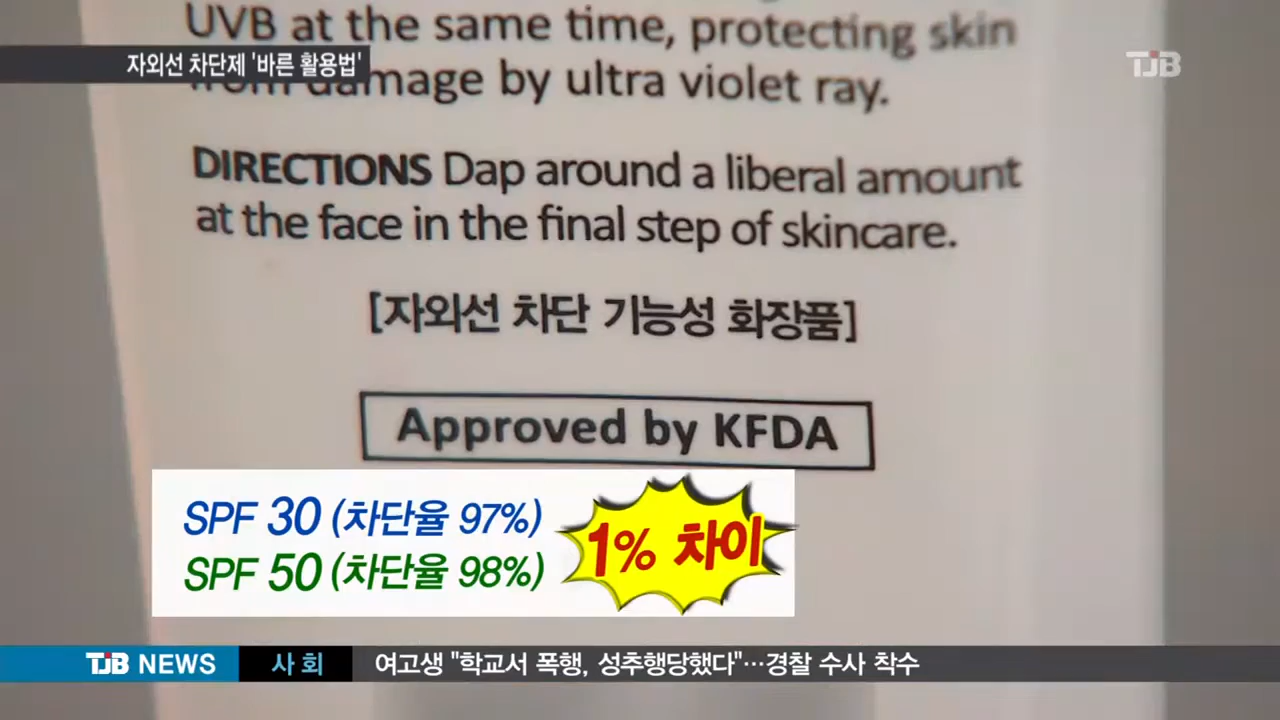 UVB at the same time, protecting skin
자외선 차단제 '바른 활용법'
TJB
from damage by ultra violet ray.
DIRECTIONS Dap around a liberal amount
at the face in the final step of skincare.
[자외선 차단 기능성 화장품]
Approved by KFDA
SPF 30 (차단율 97%)
SPF 50 (차단율 98%)
1% 차이
TJB NEWS 사회 여고생 "학교서 폭행, 성추행당했다"…경찰 수사 착수